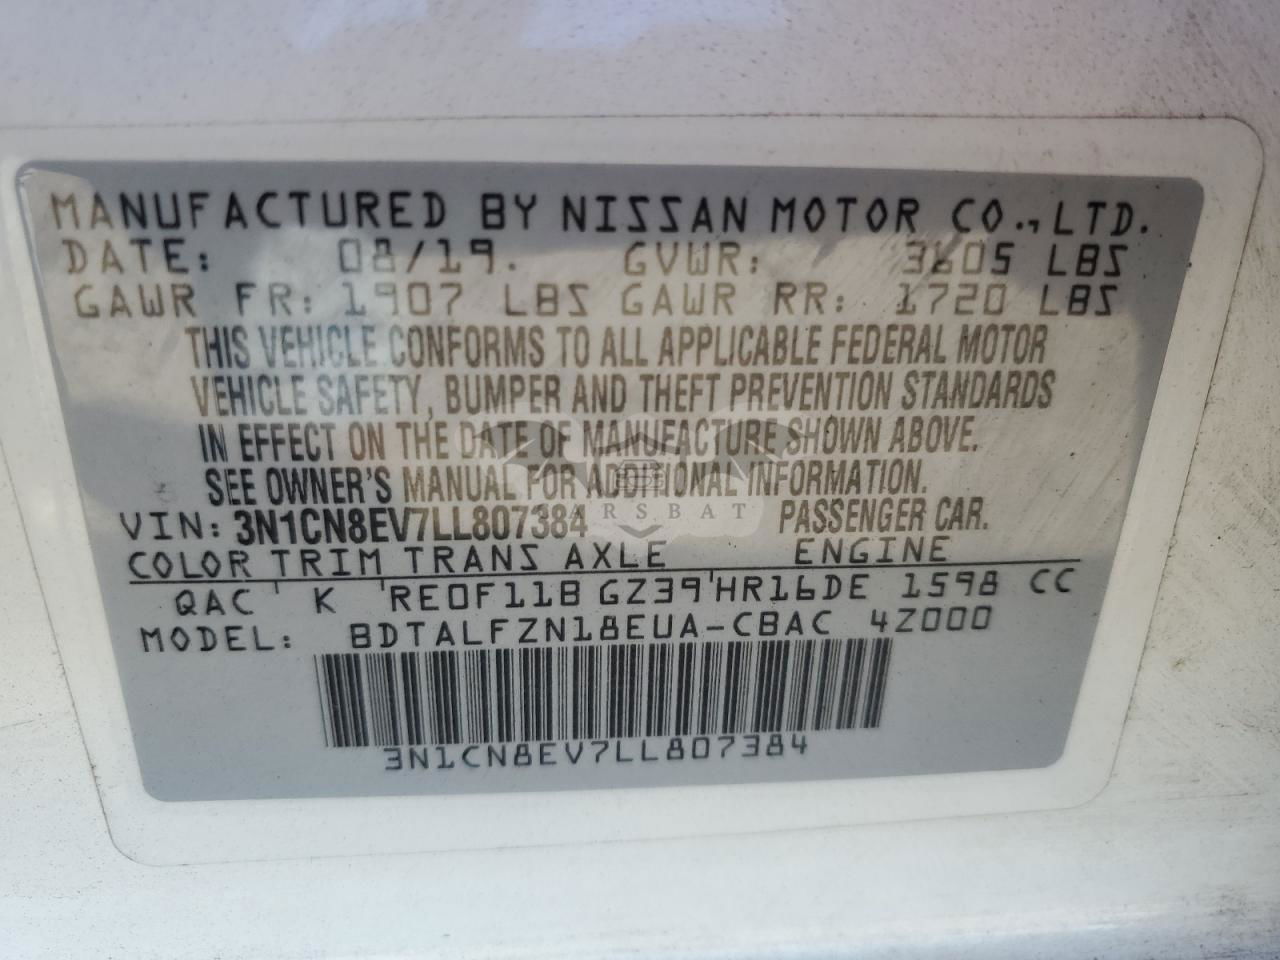 MANUFACTURED BY NISSAN MOTOR CO., LTD.
DATE: 08/19. GVWR: 3605 LBS
GAWR FR: 1907 LBS GAWR RR: 1720 LBS
THIS VEHICLE CONFORMS TO ALL APPLICABLE FEDERAL MOTOR
VEHICLE SAFETY, BUMPER AND THEFT PREVENTION STANDARDS
IN EFFECT ON THE DATE OF MANUFACTURE SHOWN ABOVE.
SEE OWNER'S MANUAL FOR ADDITIONAL INFORMATION.
VIN: 3N1CN8EV7LL807384 PASSENGER CAR.
COLOR TRIM TRANS AXLE ENGINE
QAC ' K ' RE0F11B GZ39 ' HR16DE 1598 CC
MODEL: BDTALFZN18EUA-CBAC 4Z000
3N1CN8EV7LL807384